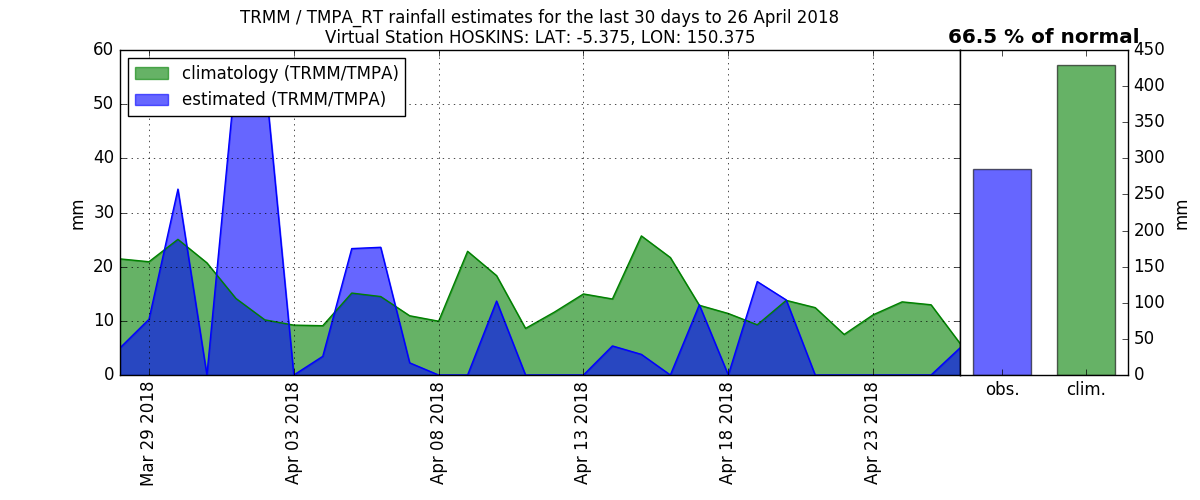 TRMM / TMPA_RT rainfall estimates for the last 30 days to 26 April 2018
Virtual Station HOSKINS: LAT: -5.375, LON: 150.375
66.5 % of normal
climatology (TRMM/TMPA)
estimated (TRMM/TMPA)
60
50
40
30
20
10
0
mm
Mar 29 2018
Apr 03 2018
Apr 08 2018
Apr 13 2018
Apr 18 2018
Apr 23 2018
450
400
350
300
250
200
150
100
50
0
mm
obs.
clim.